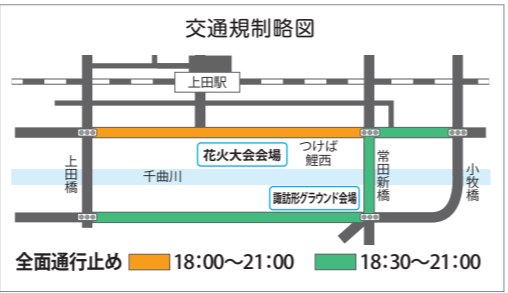 交通規制略図
上田駅
花火大会会場
つけば
鯉西
上田橋
千曲川
常田新橋
小牧橋
諏訪形グラウンド会場
全面通行止め 18:00〜21:00 18:30〜21:00